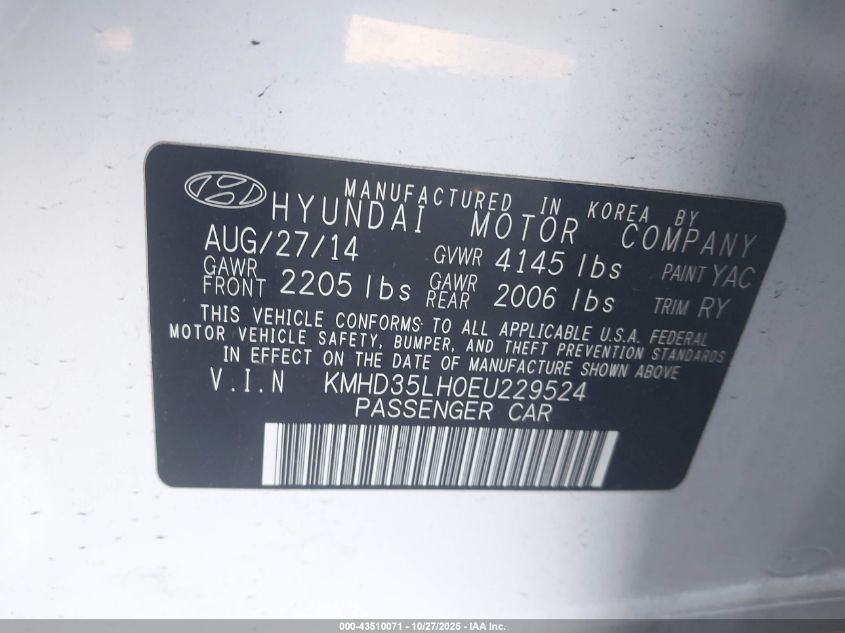 MANUFACTURED IN KOREA BY
HYUNDAI MOTOR COMPANY
AUG/27/14 GVWR 4145 lbs PAINT YAC
GAWR FRONT 2205 lbs GAWR REAR 2006 lbs TRIM RY
THIS VEHICLE CONFORMS TO ALL APPLICABLE U.S.A. FEDERAL
MOTOR VEHICLE SAFETY, BUMPER, AND THEFT PREVENTION STANDARDS
IN EFFECT ON THE DATE OF MANUFACTURE SHOWN ABOVE
V.I.N KMHD35LH0EU229524
PASSENGER CAR
000-43510071 - 10/27/2025 - IAA Inc.